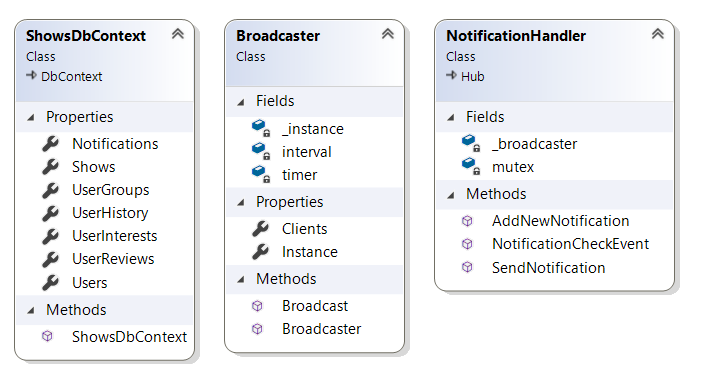 ShowsDbContext
Class
DbContext
Properties
Notifications
Shows
UserGroups
UserHistory
UserInterests
UserReviews
Users
Methods
ShowsDbContext
Broadcaster
Class
Fields
_instance
interval
timer
Properties
Clients
Instance
Methods
Broadcast
Broadcaster
NotificationHandler
Class
Hub
Fields
_broadcaster
mutex
Methods
AddNewNotification
NotificationCheckEvent
SendNotification